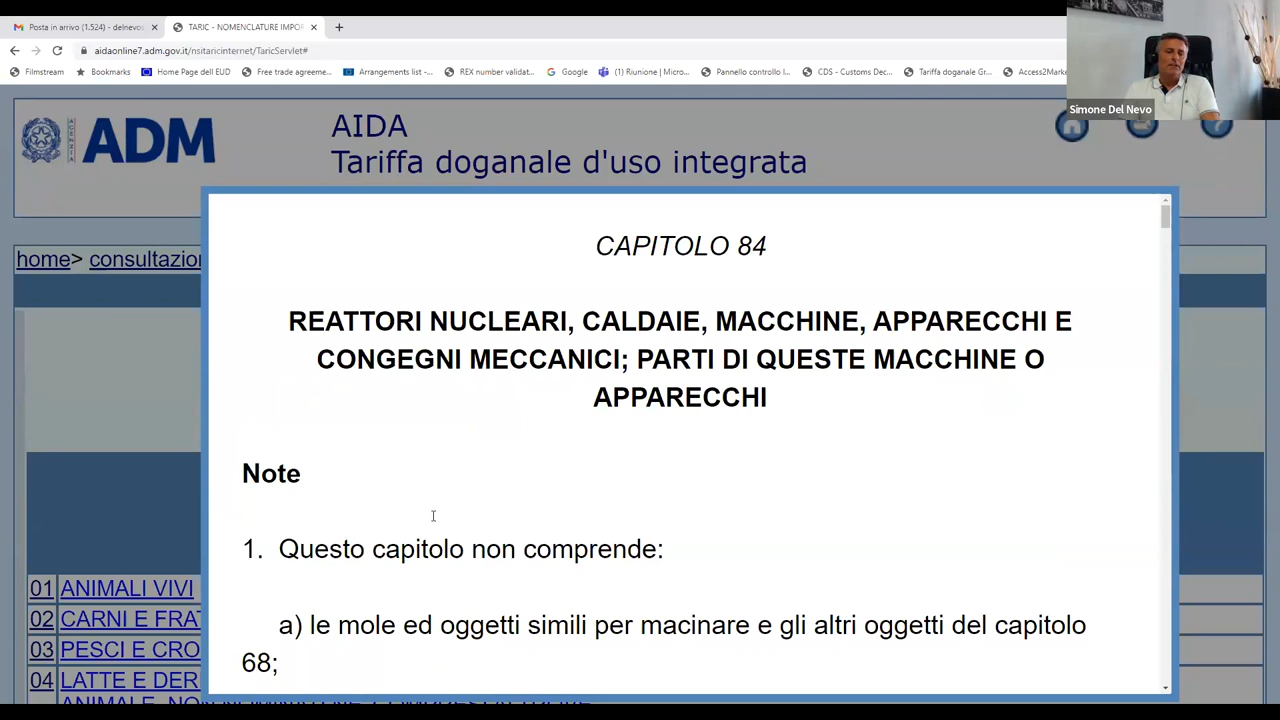 Posta in arrivo (1.524) - delnevos
TARIC - NOMENCLATURE IMPOR
aidaonline7.adm.gov.it/nsitaricinternet/TaricServlet#
Filmstream
Bookmarks
Home Page dell EUD
Free trade agreeme...
Arrangements list -...
REX number validat...
Google
(1) Riunione | Micro...
Pannello controllo I...
CDS - Customs Dec...
Tariffa doganale Gr...
Access2Mark
Simone Del Nevo
ADM
AIDA
Tariffa doganale d'uso integrata
home> consultazion
CAPITOLO 84
REATTORI NUCLEARI, CALDAIE, MACCHINE, APPARECCHI E
CONGEGNI MECCANICI; PARTI DI QUESTE MACCHINE O
APPARECCHI
Note
1. Questo capitolo non comprende:
a) le mole ed oggetti simili per macinare e gli altri oggetti del capitolo
68;
01 ANIMALI VIVI
02 CARNI E FRAT
03 PESCI E CRO
04 LATTE E DER